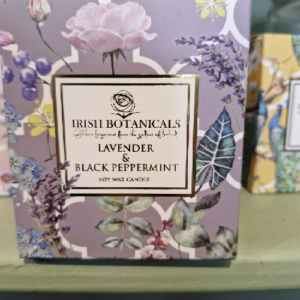 IRISH BOTANICALS
LAVENDER
&
BLACK PEPPERMINT
SOY WAX CANDLE